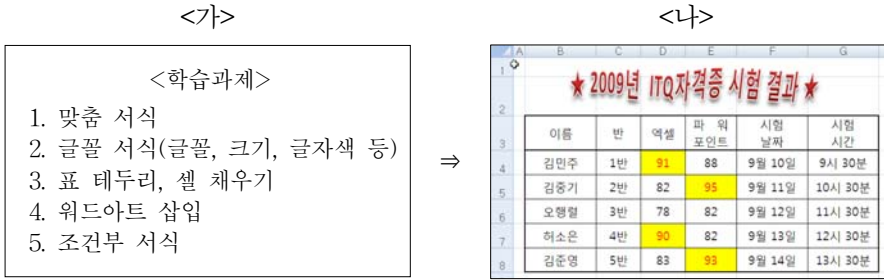 <가>
<학습과제>
1. 맞춤 서식
2. 글꼴 서식(글꼴, 크기, 글자색 등)
3. 표 테두리, 셀 채우기
4. 워드아트 삽입
5. 조건부 서식
⇒
<나>
A B C D E F G
1
★ 2009년 ITQ자격증 시험 결과 ★
2
3 이름 반 엑셀 파 워 포인트 시험 날짜 시험 시간
4 김민주 1반 91 88 9월 10일 9시 30분
5 김중기 2반 82 95 9월 11일 10시 30분
6 오행렬 3반 78 82 9월 12일 11시 30분
7 허소은 4반 90 82 9월 13일 12시 30분
8 김준영 5반 83 93 9월 14일 13시 30분